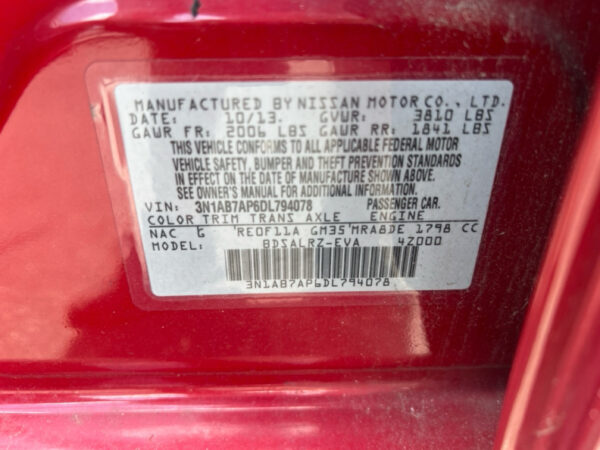 MANUFACTURED BY NISSAN MOTOR CO., LTD.
DATE: 10/13. GVWR: 3810 LBS
GAWR FR: 2006 LBS GAWR RR: 1841 LBS
THIS VEHICLE CONFORMS TO ALL APPLICABLE FEDERAL MOTOR
VEHICLE SAFETY, BUMPER AND THEFT PREVENTION STANDARDS
IN EFFECT ON THE DATE OF MANUFACTURE SHOWN ABOVE.
SEE OWNER'S MANUAL FOR ADDITIONAL INFORMATION.
VIN: 3N1AB7AP6DL794078 PASSENGER CAR.
COLOR TRIM TRANS AXLE ENGINE
NAC G RE0F11A GM35 MRA8DE 1798 CC
MODEL: BDSALRZ-EVA 4Z000
3N1AB7AP6DL794078